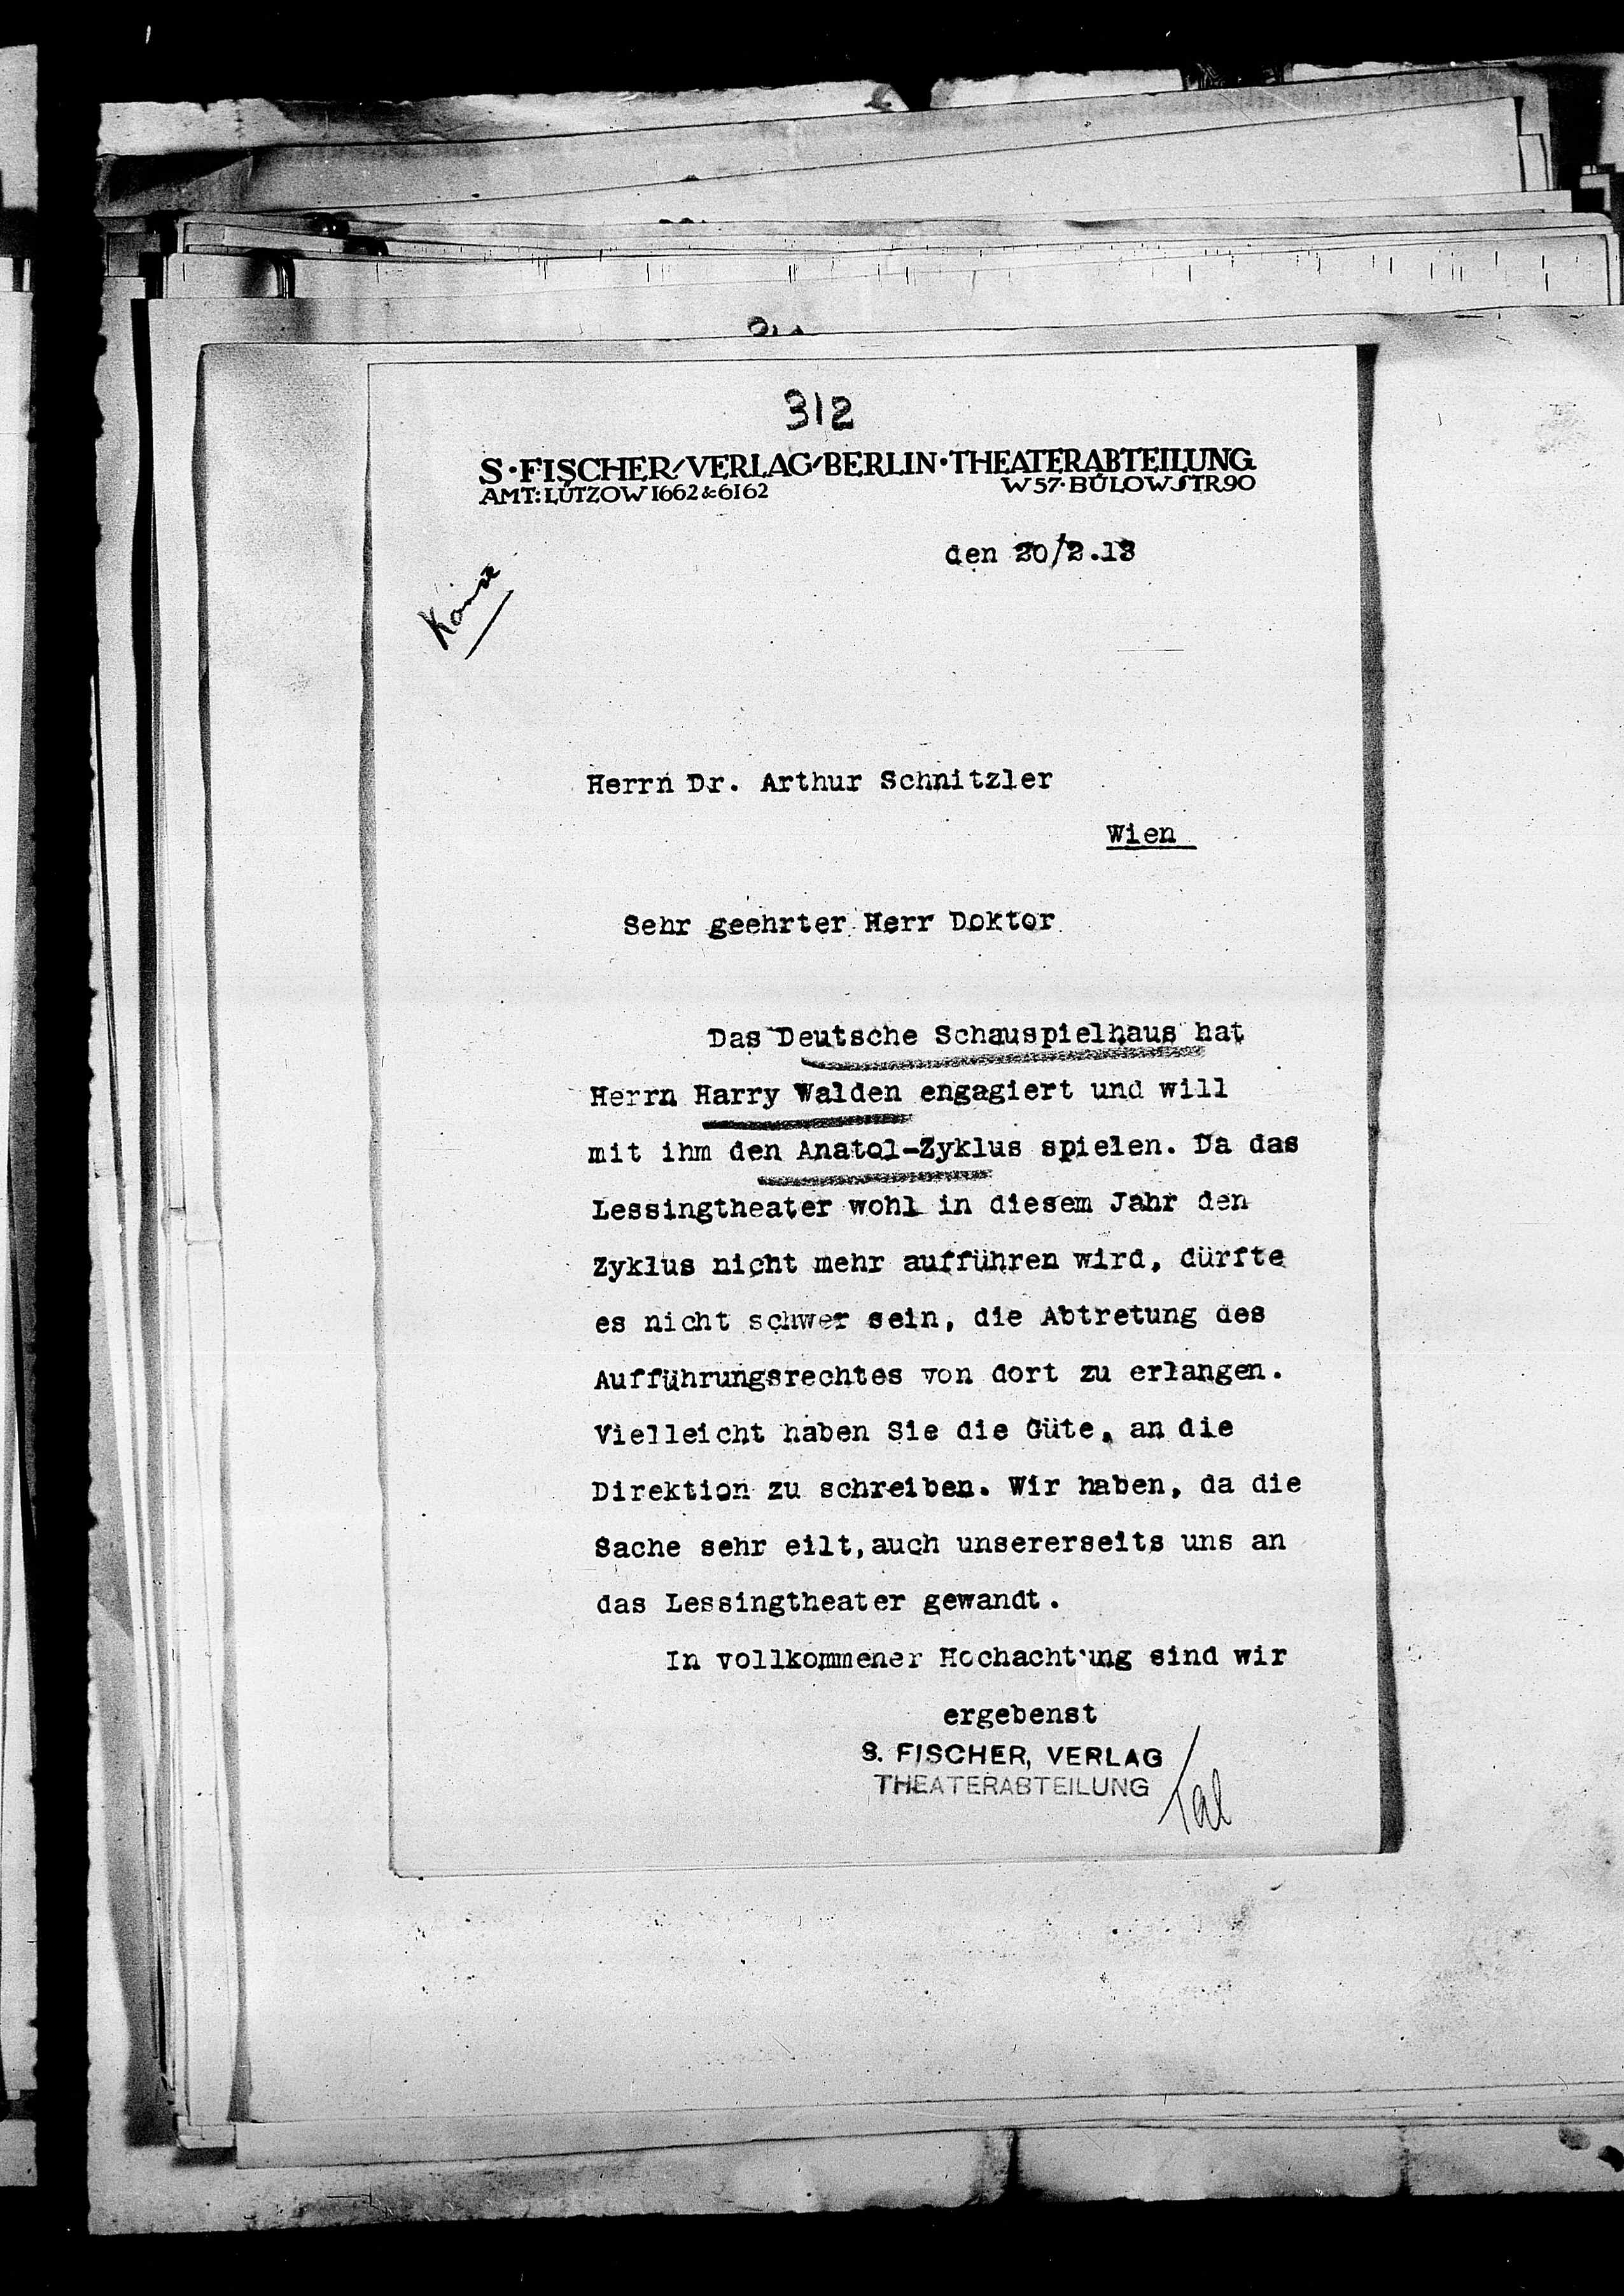 312
S·FISCHER/VERLAG/BERLIN·THEATERABTEILUNG
AMT: LÜTZOW 1662 & 6162 W 57·BÜLOWSTR 90
den 20/2.13
Herrn Dr. Arthur Schnitzler
Wien
Sehr geehrter Herr Doktor
Das Deutsche Schauspielhaus hat
Herrn Harry Walden engagiert und will
mit ihm den Anatol-Zyklus spielen. Da das
Lessingtheater wohl in diesem Jahr den
Zyklus nicht mehr aufführen wird, dürfte
es nicht schwer sein, die Abtretung des
Aufführungsrechtes von dort zu erlangen.
Vielleicht haben Sie die Güte, an die
Direktion zu schreiben. Wir haben, da die
Sache sehr eilt, auch unsererseits uns an
das Lessingtheater gewandt.
In vollkommener Hochachtung sind wir
ergebenst
S. FISCHER, VERLAG
THEATERABTEILUNG